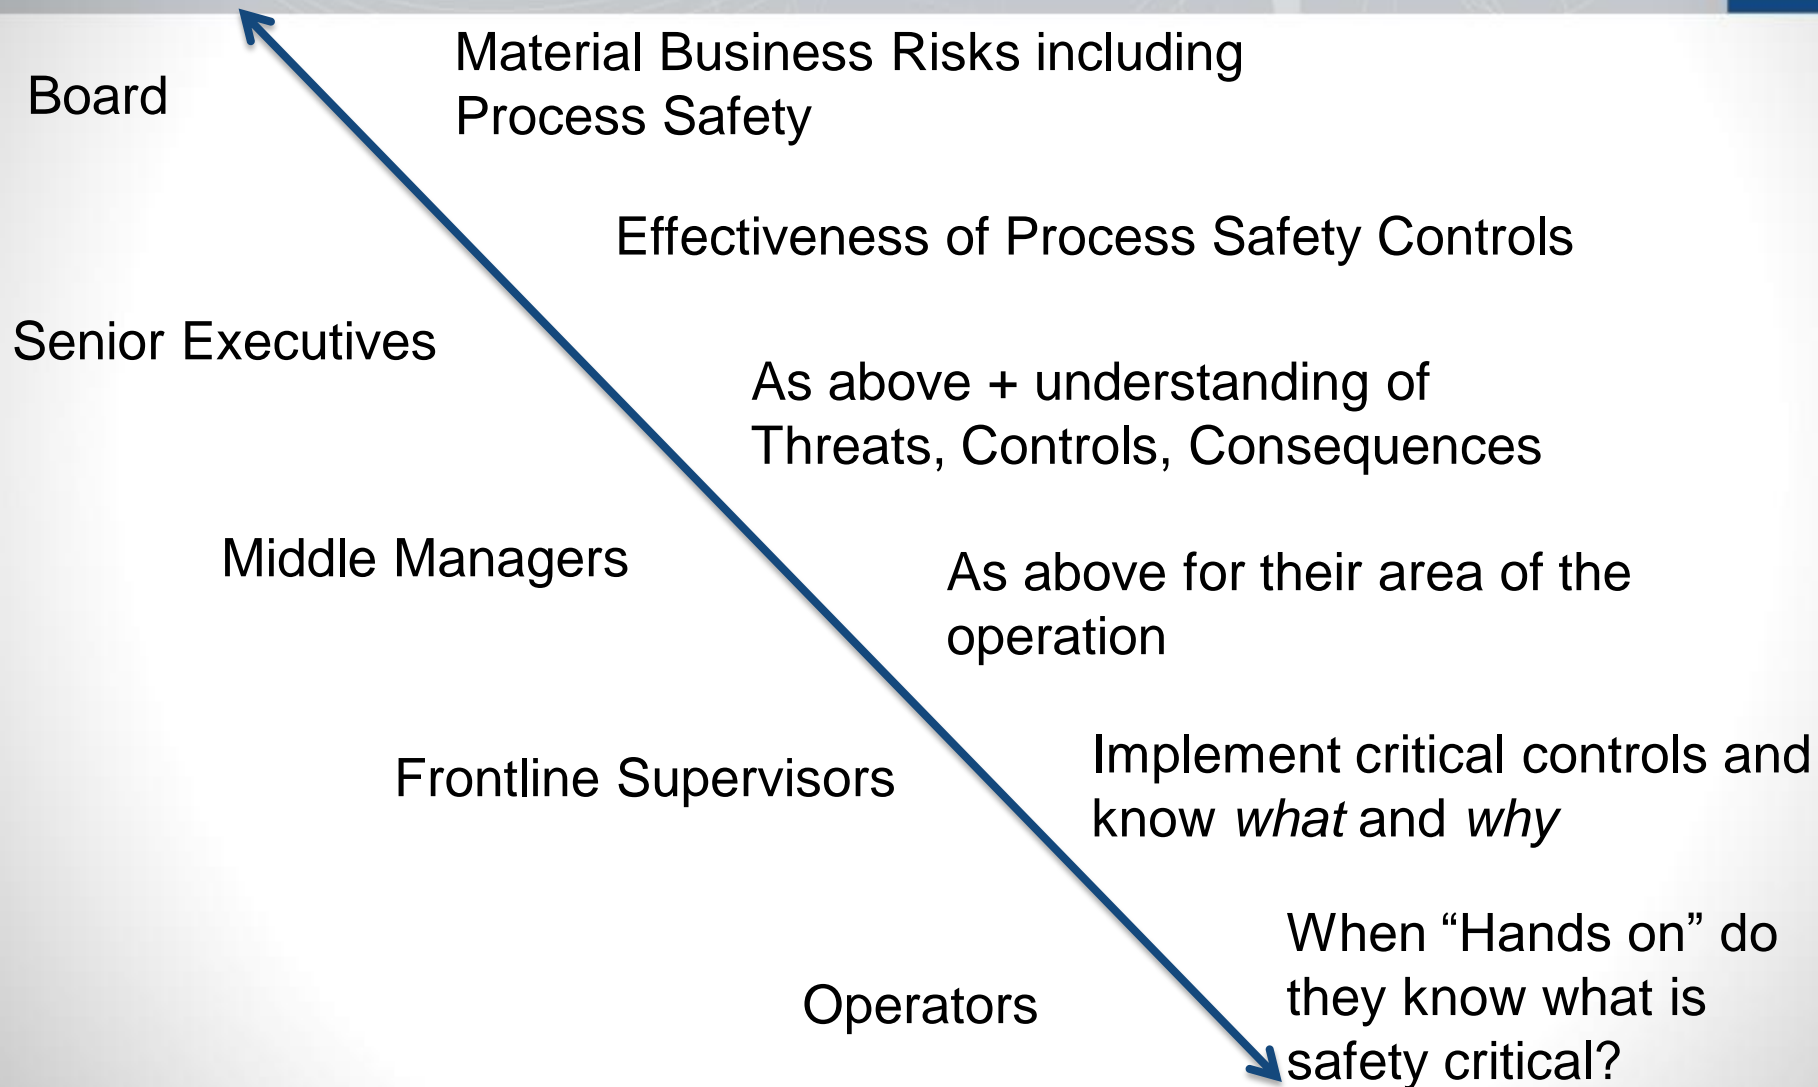 Board
Material Business Risks including
Process Safety
Effectiveness of Process Safety Controls
Senior Executives
As above + understanding of
Threats, Controls, Consequences
Middle Managers
As above for their area of the
operation
Frontline Supervisors
Implement critical controls and
know what and why
Operators
When “Hands on” do
they know what is
safety critical?